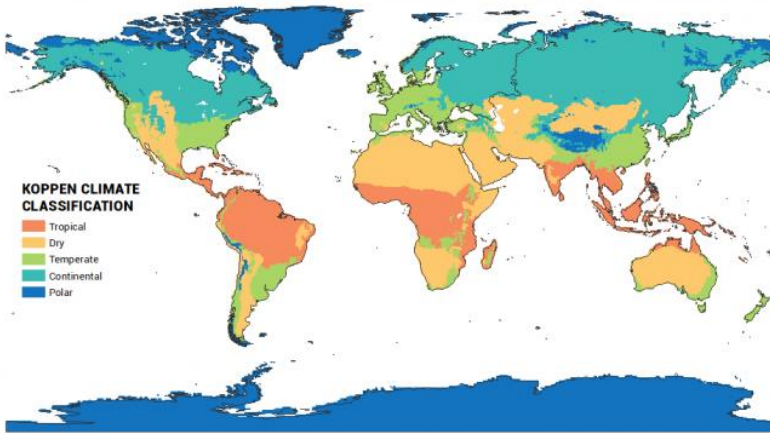 KOPPEN CLIMATE
CLASSIFICATION
Tropical
Dry
Temperate
Continental
Polar